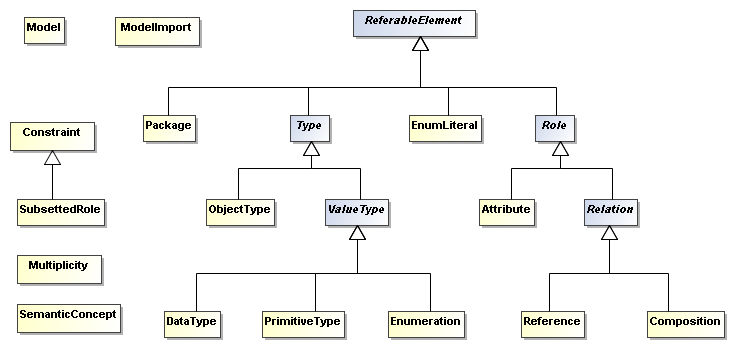 ReferableElement
Model
ModelImport
Package
Type
EnumLiteral
Role
Constraint
SubsettedRole
ObjectType
ValueType
Attribute
Relation
Multiplicity
SemanticConcept
DataType
PrimitiveType
Enumeration
Reference
Composition